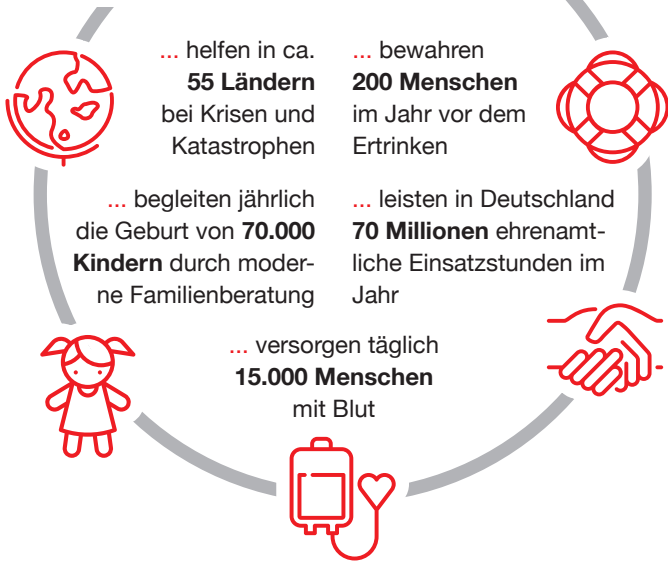 ... helfen in ca.
55 Ländern
bei Krisen und
Katastrophen
... bewahren
200 Menschen
im Jahr vor dem
Ertrinken
... begleiten jährlich
die Geburt von 70.000
Kindern durch moder-
ne Familienberatung
... leisten in Deutschland
70 Millionen ehrenamt-
liche Einsatzstunden im
Jahr
... versorgen täglich
15.000 Menschen
mit Blut